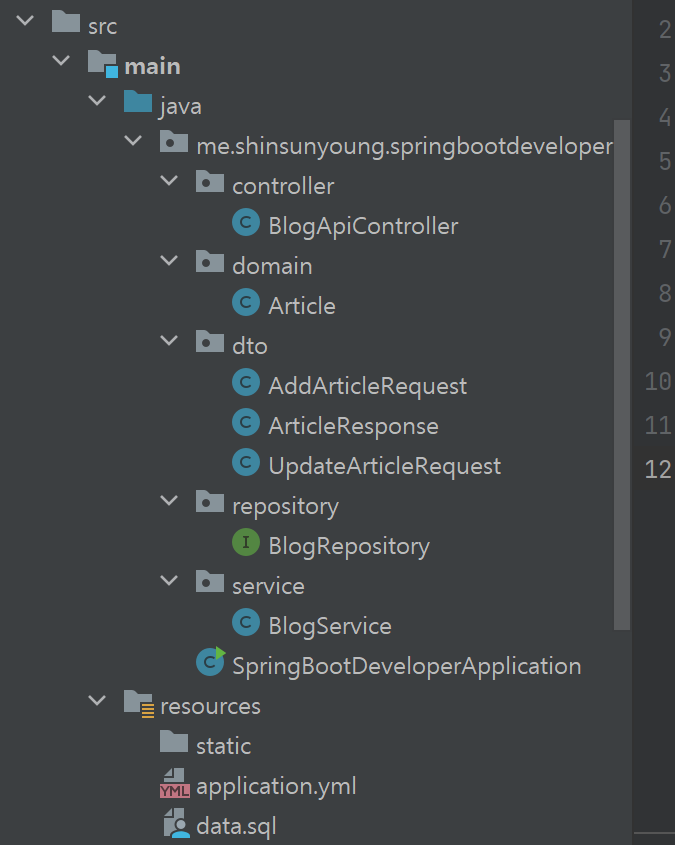 src
main
java
me.shinsunyoung.springbootdeveloper
controller
C BlogApiController
domain
C Article
dto
C AddArticleRequest
C ArticleResponse
C UpdateArticleRequest
repository
I BlogRepository
service
C BlogService
C SpringBootDeveloperApplication
resources
static
YML application.yml
data.sql
2
3
4
5
6
7
8
9
10
11
12